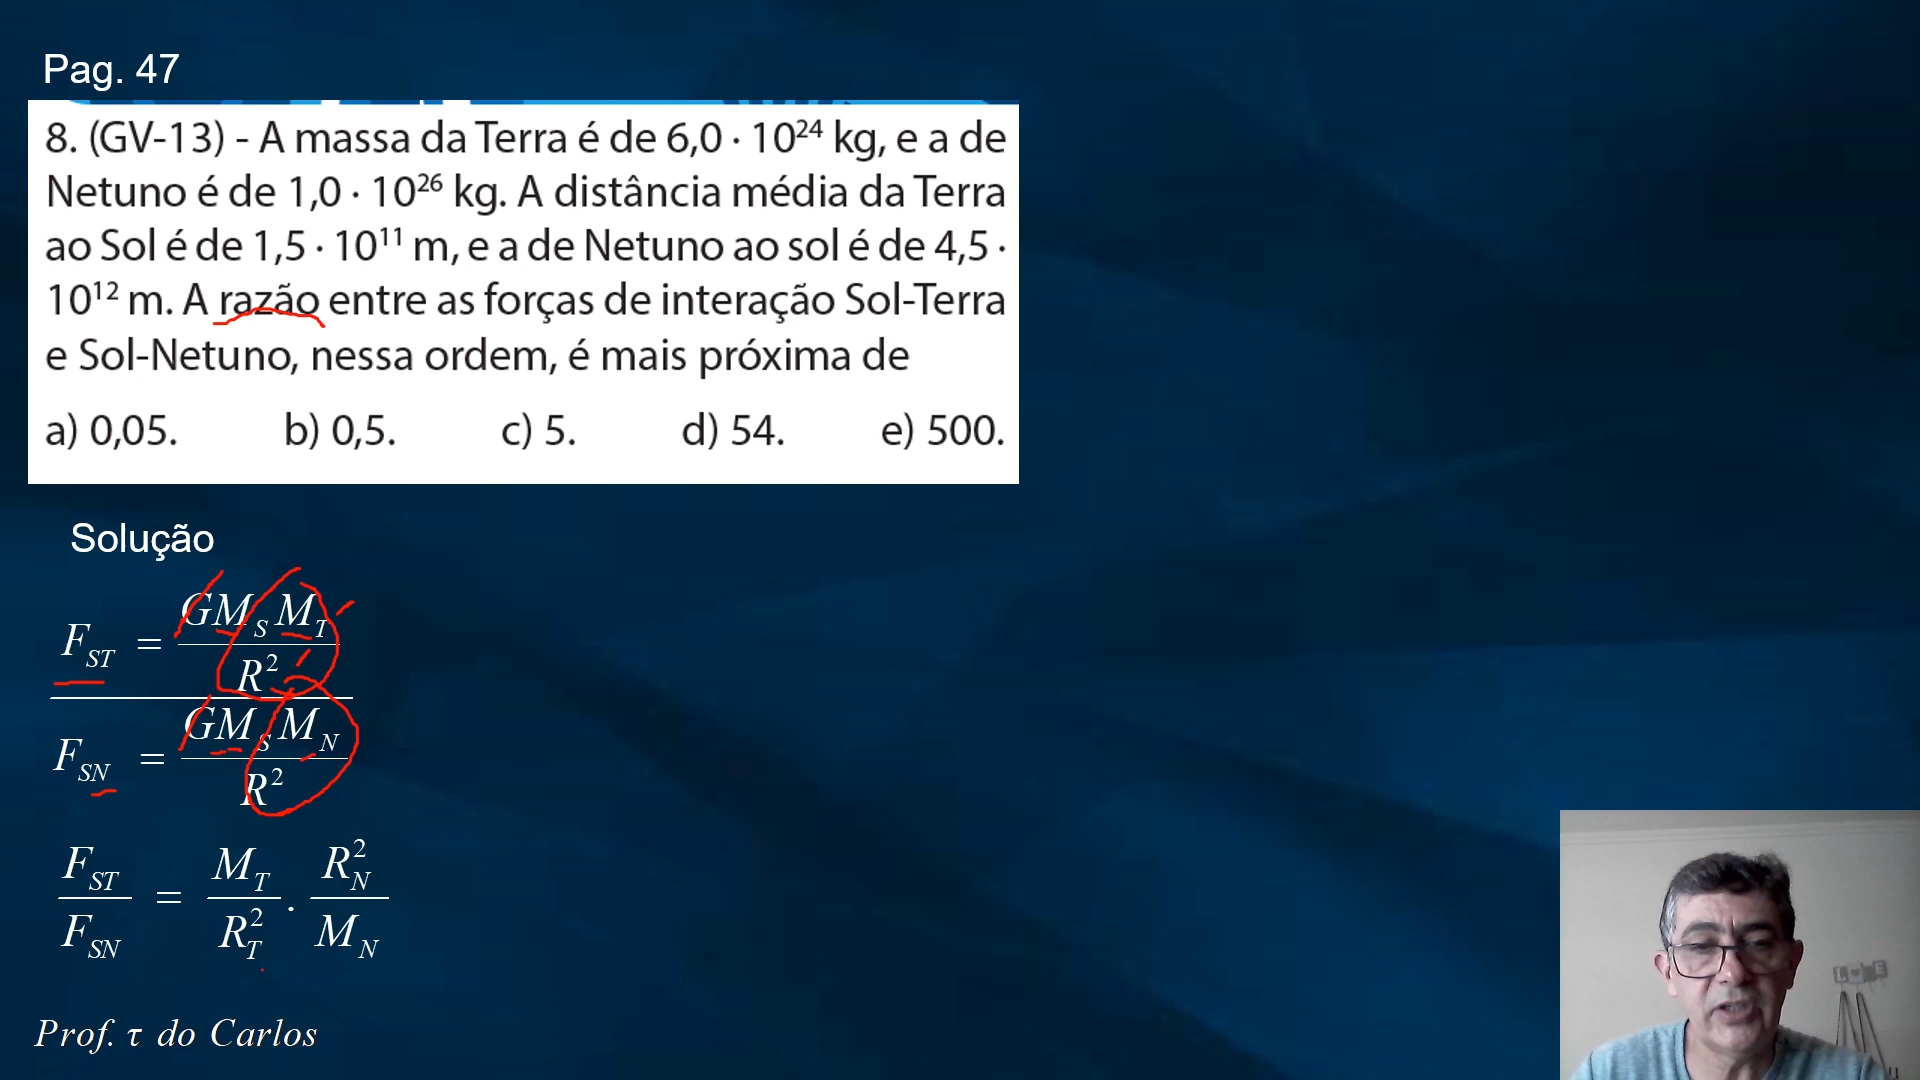 Pag. 47
8. (GV-13) - A massa da Terra é de 6,0 · 10²⁴ kg, e a de
Netuno é de 1,0 · 10²⁶ kg. A distância média da Terra
ao Sol é de 1,5 · 10¹¹ m, e a de Netuno ao sol é de 4,5 ·
10¹² m. A razão entre as forças de interação Sol-Terra
e Sol-Netuno, nessa ordem, é mais próxima de
a) 0,05. b) 0,5. c) 5. d) 54. e) 500.
Solução
F_ST = GM_S M_T / R²
F_SN = GM_S M_N / R²
F_ST / F_SN = M_T / R_T² . R_N² / M_N
Prof. τ do Carlos